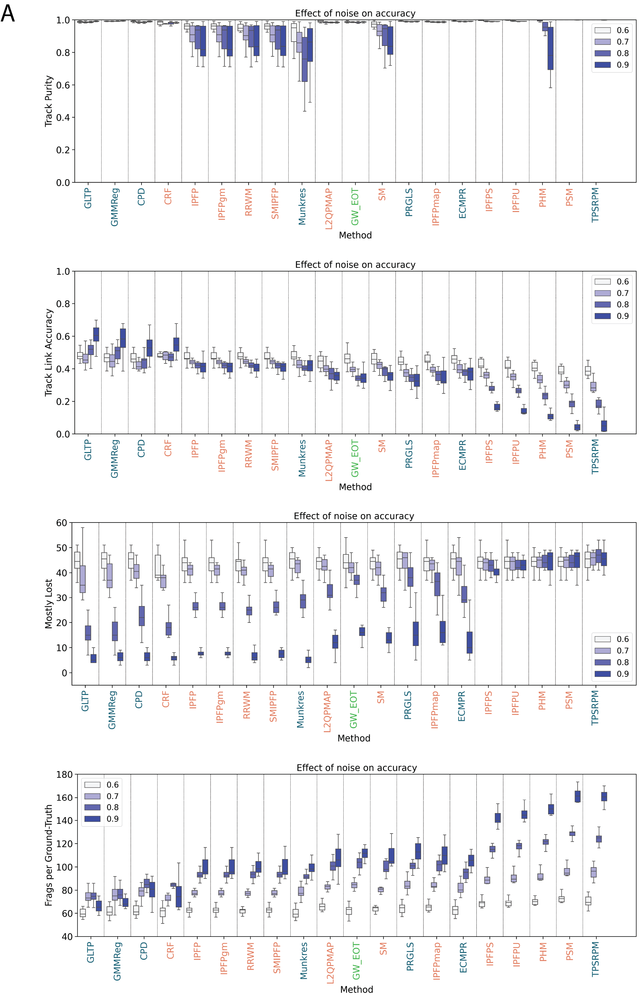 A
Effect of noise on accuracy
1.0
0.8
0.6
0.4
0.2
0.0
Track Purity
0.6
0.7
0.8
0.9
GLTP GMMReg CPD CRF IPFP IPFPgm RRWM SMIPFP Munkres L2QPMAP GW_EOT SM PRGLS IPFPmap ECMPR IPFPS IPFPU PHM PSM TPSRPM
Method
Effect of noise on accuracy
1.0
0.8
0.6
0.4
0.2
0.0
Track Link Accuracy
0.6
0.7
0.8
0.9
GLTP GMMReg CPD CRF IPFP IPFPgm RRWM SMIPFP Munkres L2QPMAP GW_EOT SM PRGLS IPFPmap ECMPR IPFPS IPFPU PHM PSM TPSRPM
Method
Effect of noise on accuracy
60
50
40
30
20
10
0
Mostly Lost
0.6
0.7
0.8
0.9
GLTP GMMReg CPD CRF IPFP IPFPgm RRWM SMIPFP Munkres L2QPMAP GW_EOT SM PRGLS IPFPmap ECMPR IPFPS IPFPU PHM PSM TPSRPM
Method
Effect of noise on accuracy
180
160
140
120
100
80
60
40
Frags per Ground-Truth
0.6
0.7
0.8
0.9
GLTP GMMReg CPD CRF IPFP IPFPgm RRWM SMIPFP Munkres L2QPMAP GW_EOT SM PRGLS IPFPmap ECMPR IPFPS IPFPU PHM PSM TPSRPM
Method